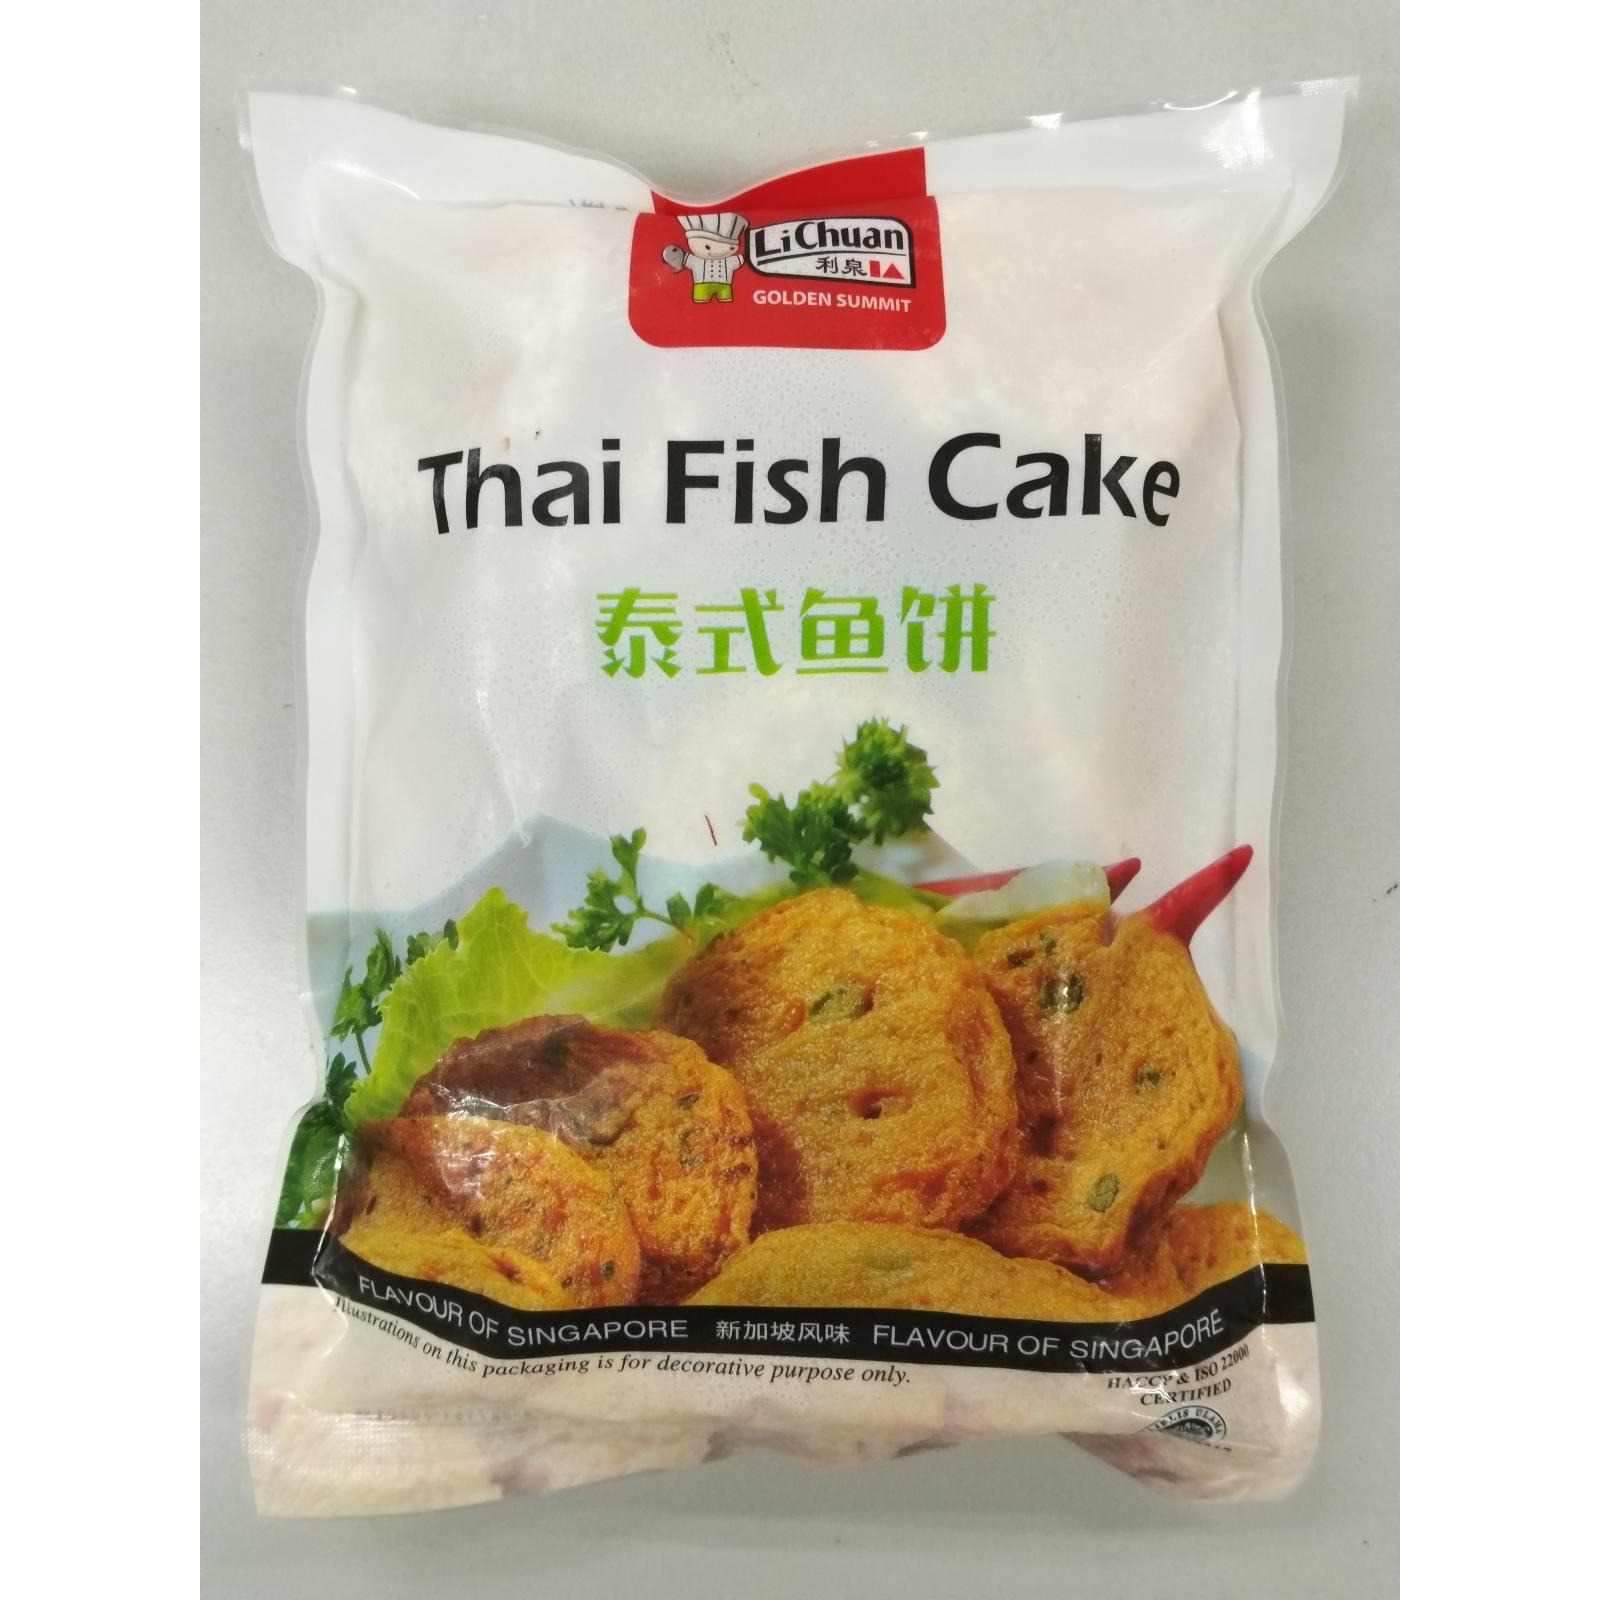 LiChuan
利泉
GOLDEN SUMMIT
Thai Fish Cake
泰式鱼饼
FLAVOUR OF SINGAPORE 新加坡风味 FLAVOUR OF SINGAPORE
Illustrations on this packaging is for decorative purpose only.
HACCP & ISO 22000
CERTIFIED
ULAMA